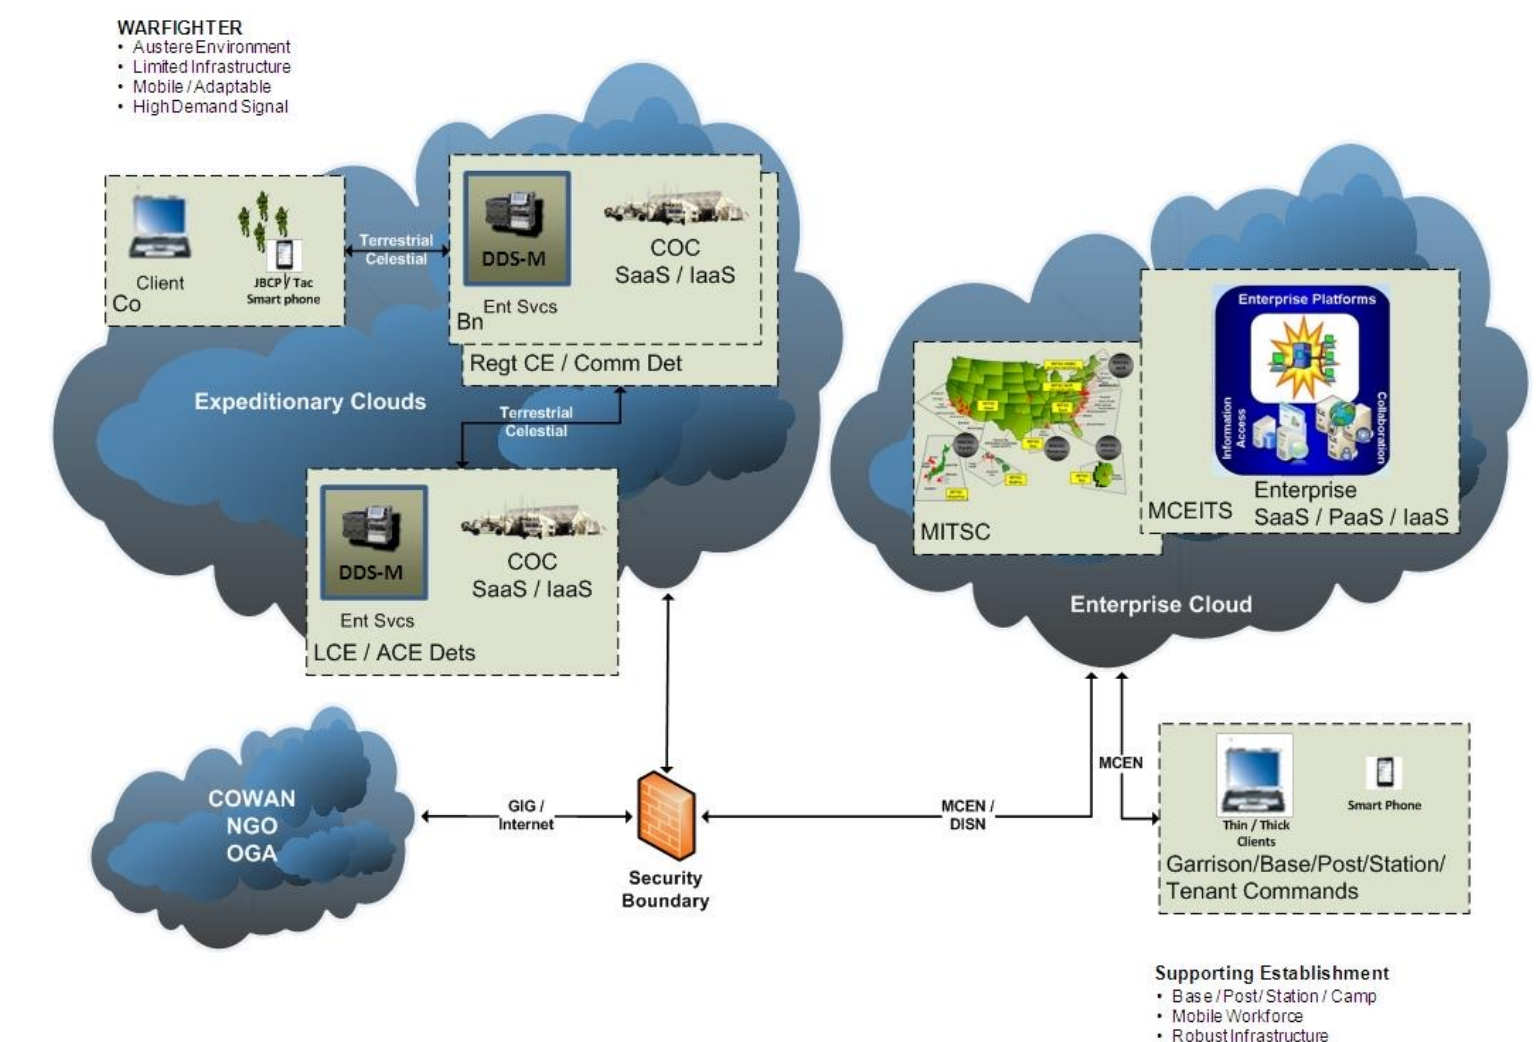 WARFIGHTER
• Austere Environment
• Limited Infrastructure
• Mobile / Adaptable
• High Demand Signal
Client
Co
JBCP / Tac
Smart phone
Terrestrial
Celestial
DDS-M
Ent Svcs
Bn
COC
SaaS / IaaS
Regt CE / Comm Det
Expeditionary Clouds
Terrestrial
Celestial
DDS-M
Ent Svcs
COC
SaaS / IaaS
LCE / ACE Dets
MITSC
Enterprise Platforms
Information
Access
Collaboration
MCEITS
Enterprise
SaaS / PaaS / IaaS
Enterprise Cloud
COWAN
NGO
OGA
GIG /
Internet
Security
Boundary
MCEN /
DISN
MCEN
Thin / Thick
Clients
Smart Phone
Garrison/Base/Post/Station/
Tenant Commands
Supporting Establishment
• Base / Post/ Station / Camp
• Mobile Workforce
• Robust Infrastructure